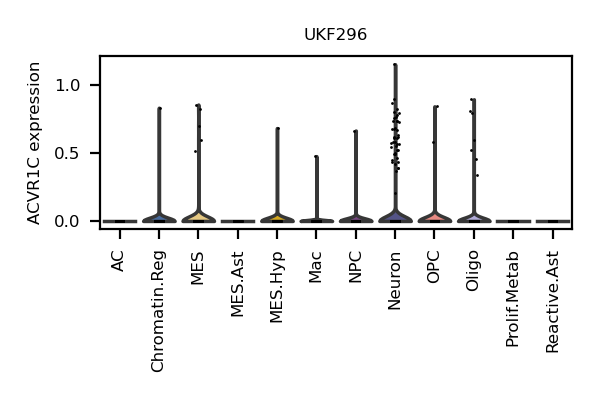 UKF296
ACVR1C expression
1.0
0.5
0.0
AC
Chromatin.Reg
MES
MES.Ast
MES.Hyp
Mac
NPC
Neuron
OPC
Oligo
Prolif.Metab
Reactive.Ast